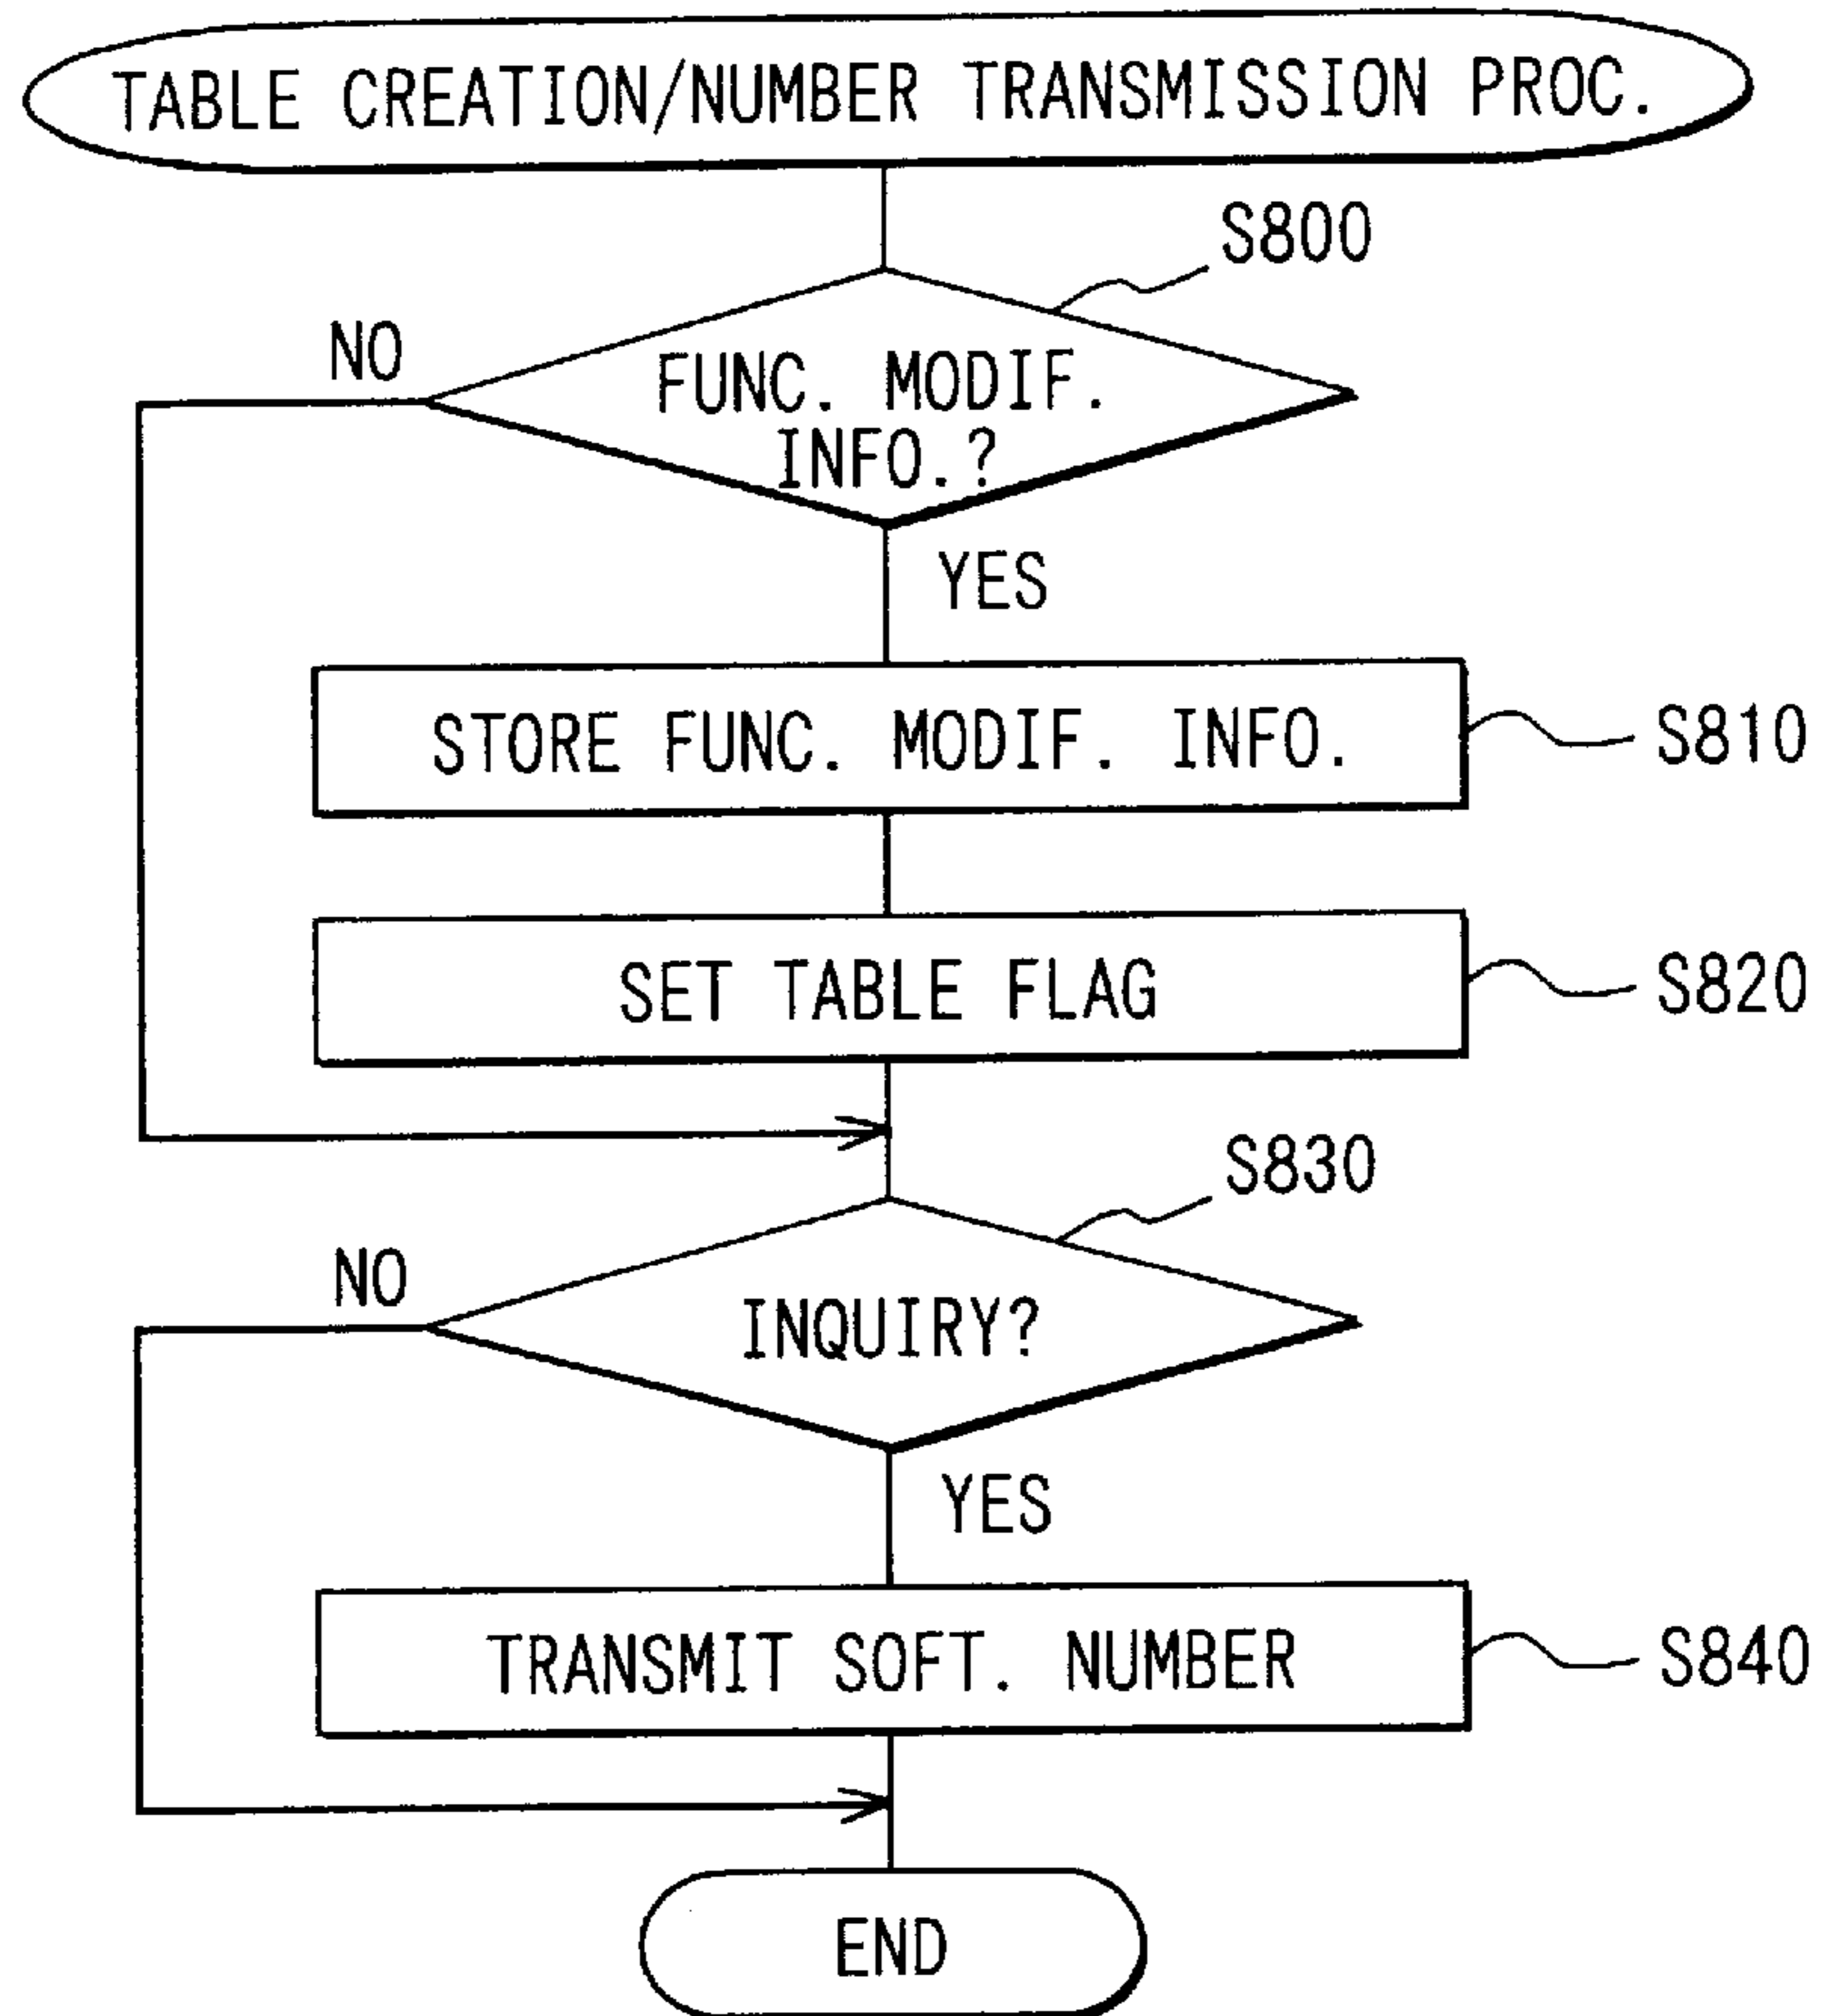 TABLE CREATION/NUMBER TRANSMISSION PROC.
S800
NO
FUNC. MODIF.
INFO.?
YES
STORE FUNC. MODIF. INFO.
S810
SET TABLE FLAG
S820
S830
NO
INQUIRY?
YES
TRANSMIT SOFT. NUMBER
S840
END